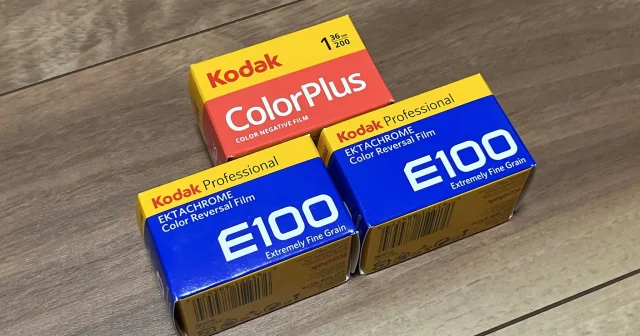 Kodak
1 36 200
ColorPlus
COLOR NEGATIVE FILM
Kodak Professional
EKTACHROME
Color Reversal Film
E100
Extremely Fine Grain
Kodak Professional
EKTACHROME
Color Reversal Film
E100
Extremely Fine Grain